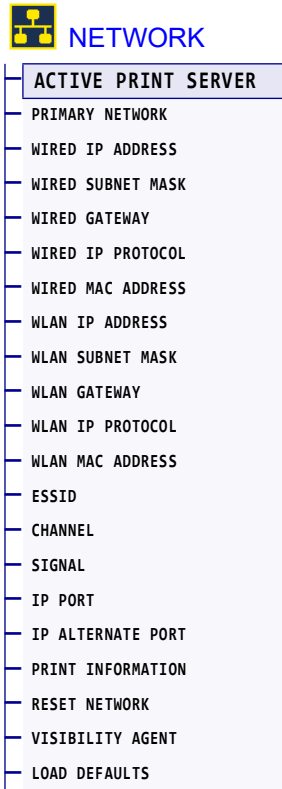 NETWORK
ACTIVE PRINT SERVER
PRIMARY NETWORK
WIRED IP ADDRESS
WIRED SUBNET MASK
WIRED GATEWAY
WIRED IP PROTOCOL
WIRED MAC ADDRESS
WLAN IP ADDRESS
WLAN SUBNET MASK
WLAN GATEWAY
WLAN IP PROTOCOL
WLAN MAC ADDRESS
ESSID
CHANNEL
SIGNAL
IP PORT
IP ALTERNATE PORT
PRINT INFORMATION
RESET NETWORK
VISIBILITY AGENT
LOAD DEFAULTS